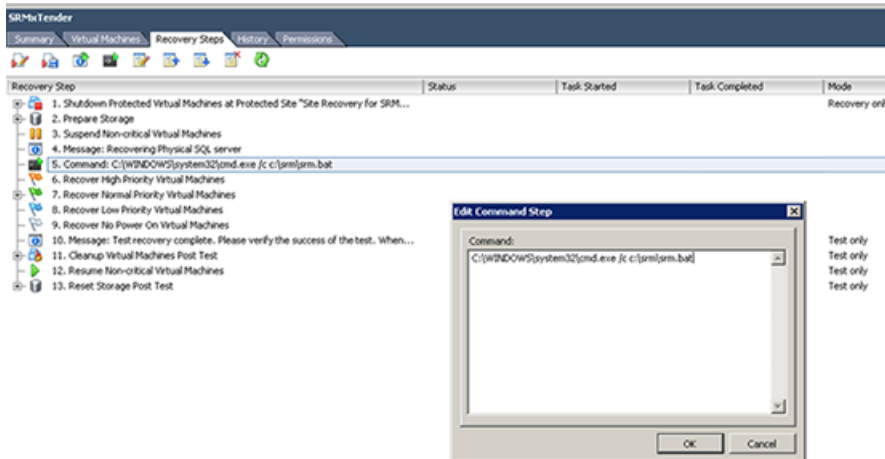 SRMxTender
Summary Virtual Machines Recovery Steps History Permissions
Recovery Step Status Task Started Task Completed Mode
1. Shutdown Protected Virtual Machines at Protected Site "Site Recovery for SRM... Recovery onl
2. Prepare Storage
3. Suspend Non-critical Virtual Machines
4. Message: Recovering Physical SQL server
5. Command: C:\WINDOWS\system32\cmd.exe /c c:\srm\srm.bat
6. Recover High Priority Virtual Machines
7. Recover Normal Priority Virtual Machines
8. Recover Low Priority Virtual Machines
9. Recover No Power On Virtual Machines
10. Message: Test recovery complete. Please verify the success of the test. When... Test only
11. Cleanup Virtual Machines Post Test Test only
12. Resume Non-critical Virtual Machines Test only
13. Reset Storage Post Test Test only
Edit Command Step
Command:
C:\WINDOWS\system32\cmd.exe /c c:\srm\srm.bat
OK Cancel